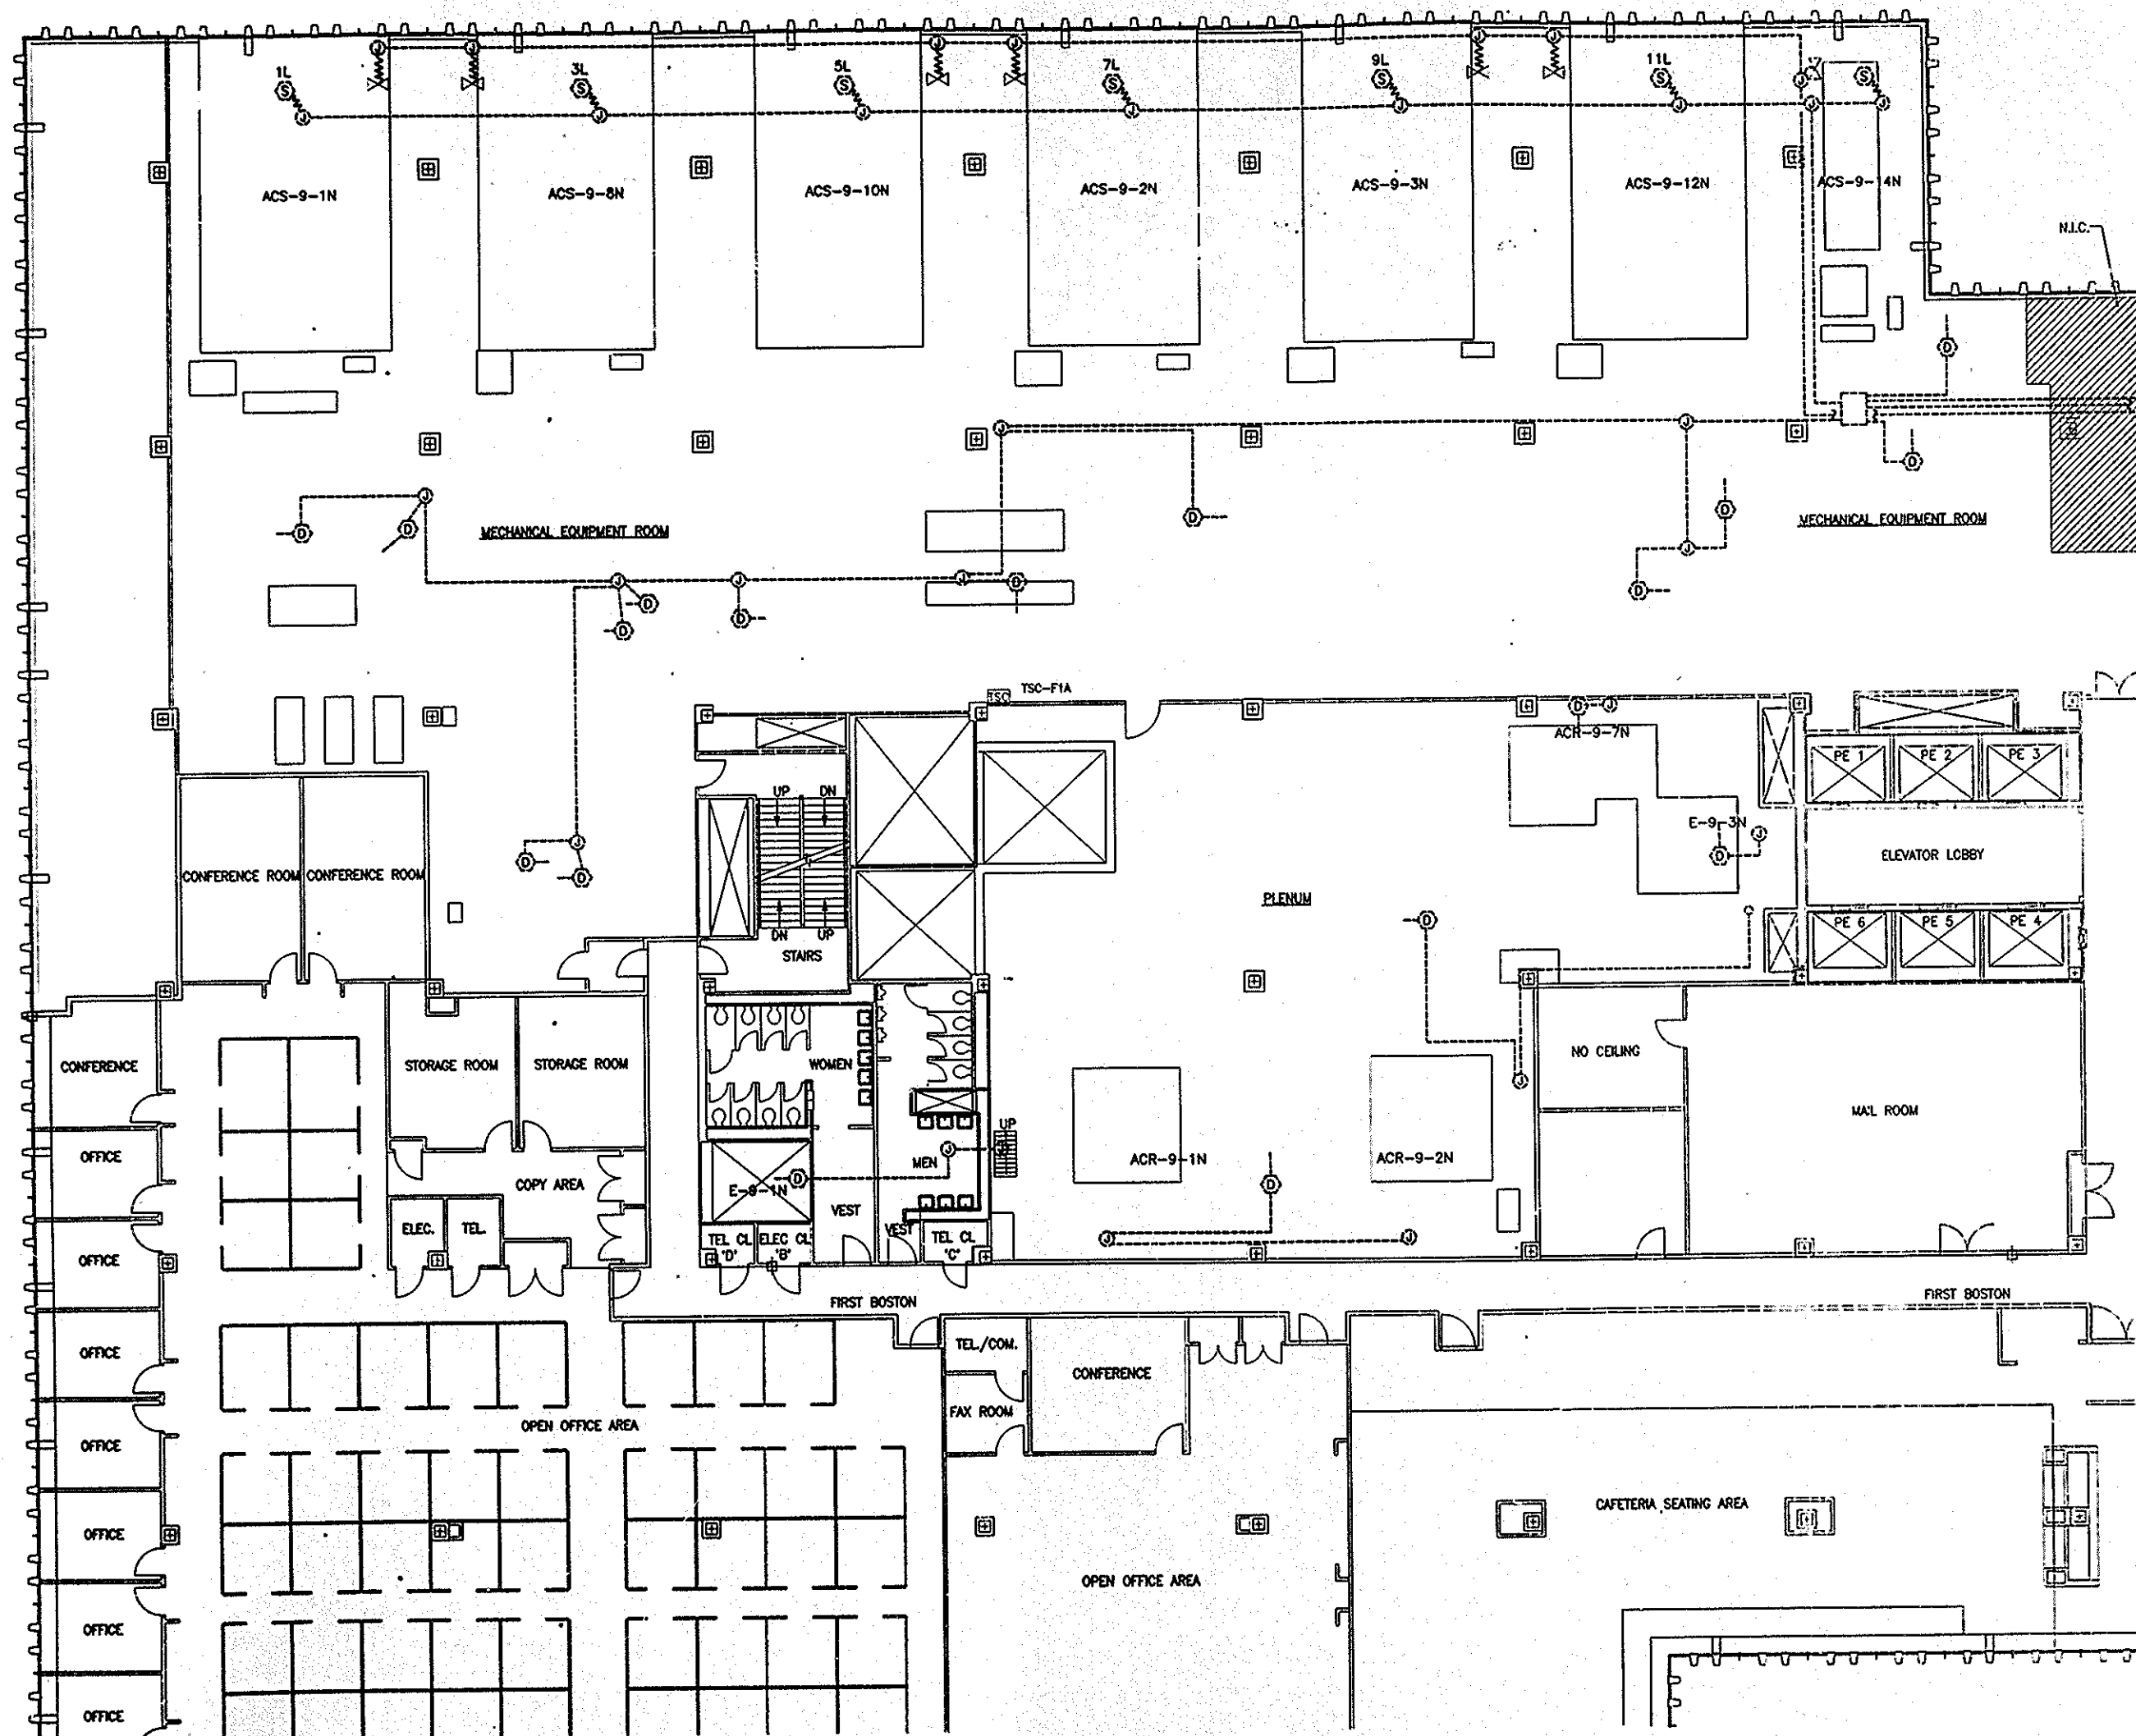 1L
3L
5L
7L
9L
11L
S
S
S
S
S
S
S
J
J
J
J
J
J
J
J
ACS-9-1N
ACS-9-8N
ACS-9-10N
ACS-9-2N
ACS-9-3N
ACS-9-12N
ACS-9-14N
N.I.C.
D
J
J
J
D
D
D
D
D
MECHANICAL EQUIPMENT ROOM
MECHANICAL EQUIPMENT ROOM
J
J
J
J
D
D
D
D
D
TSC
TSC-F1A
D
J
ACR-9-7N
PE 1
PE 2
PE 3
UP
DN
E-9-3N
J
D
J
D
D
ELEVATOR LOBBY
CONFERENCE ROOM
CONFERENCE ROOM
PLENUM
D
PE 6
PE 5
PE 4
DN
UP
STAIRS
CONFERENCE
STORAGE ROOM
STORAGE ROOM
WOMEN
NO CEILING
J
MAIL ROOM
UP
OFFICE
MEN
J
ACR-9-1N
ACR-9-2N
COPY AREA
E-9-1N
D
D
VEST
VEST
ELEC.
TEL.
TEL CL
'D'
ELEC CL
'B'
TEL CL
'C'
J
J
OFFICE
FIRST BOSTON
FIRST BOSTON
OFFICE
TEL./COM.
CONFERENCE
FAX ROOM
OPEN OFFICE AREA
OFFICE
CAFETERIA SEATING AREA
OFFICE
OPEN OFFICE AREA
OFFICE
OFFICE